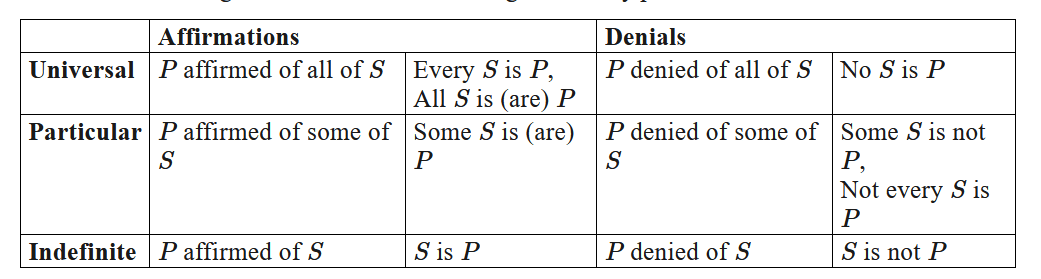 Affirmations Denials
Universal P affirmed of all of S Every S is P, P denied of all of S No S is P
All S is (are) P
Particular P affirmed of some of Some S is (are) P denied of some of Some S is not
S P S P,
Not every S is
P
Indefinite P affirmed of S S is P P denied of S S is not P